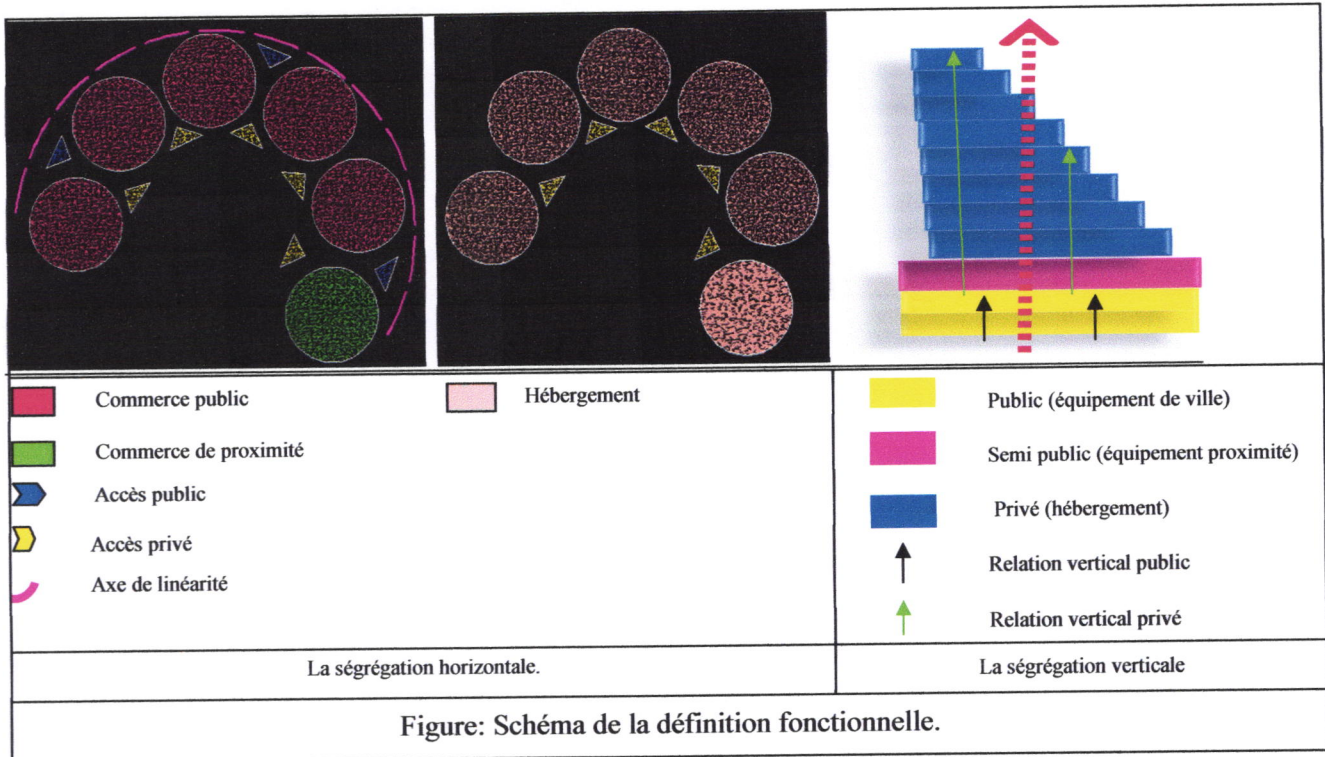 Commerce public
Hébergement
Commerce de proximité
Accès public
Accès privé
Axe de linéarité
Public (équipement de ville)
Semi public (équipement proximité)
Privé (hébergement)
Relation vertical public
Relation vertical privé
La ségrégation horizontale.
La ségrégation verticale
Figure: Schéma de la définition fonctionnelle.